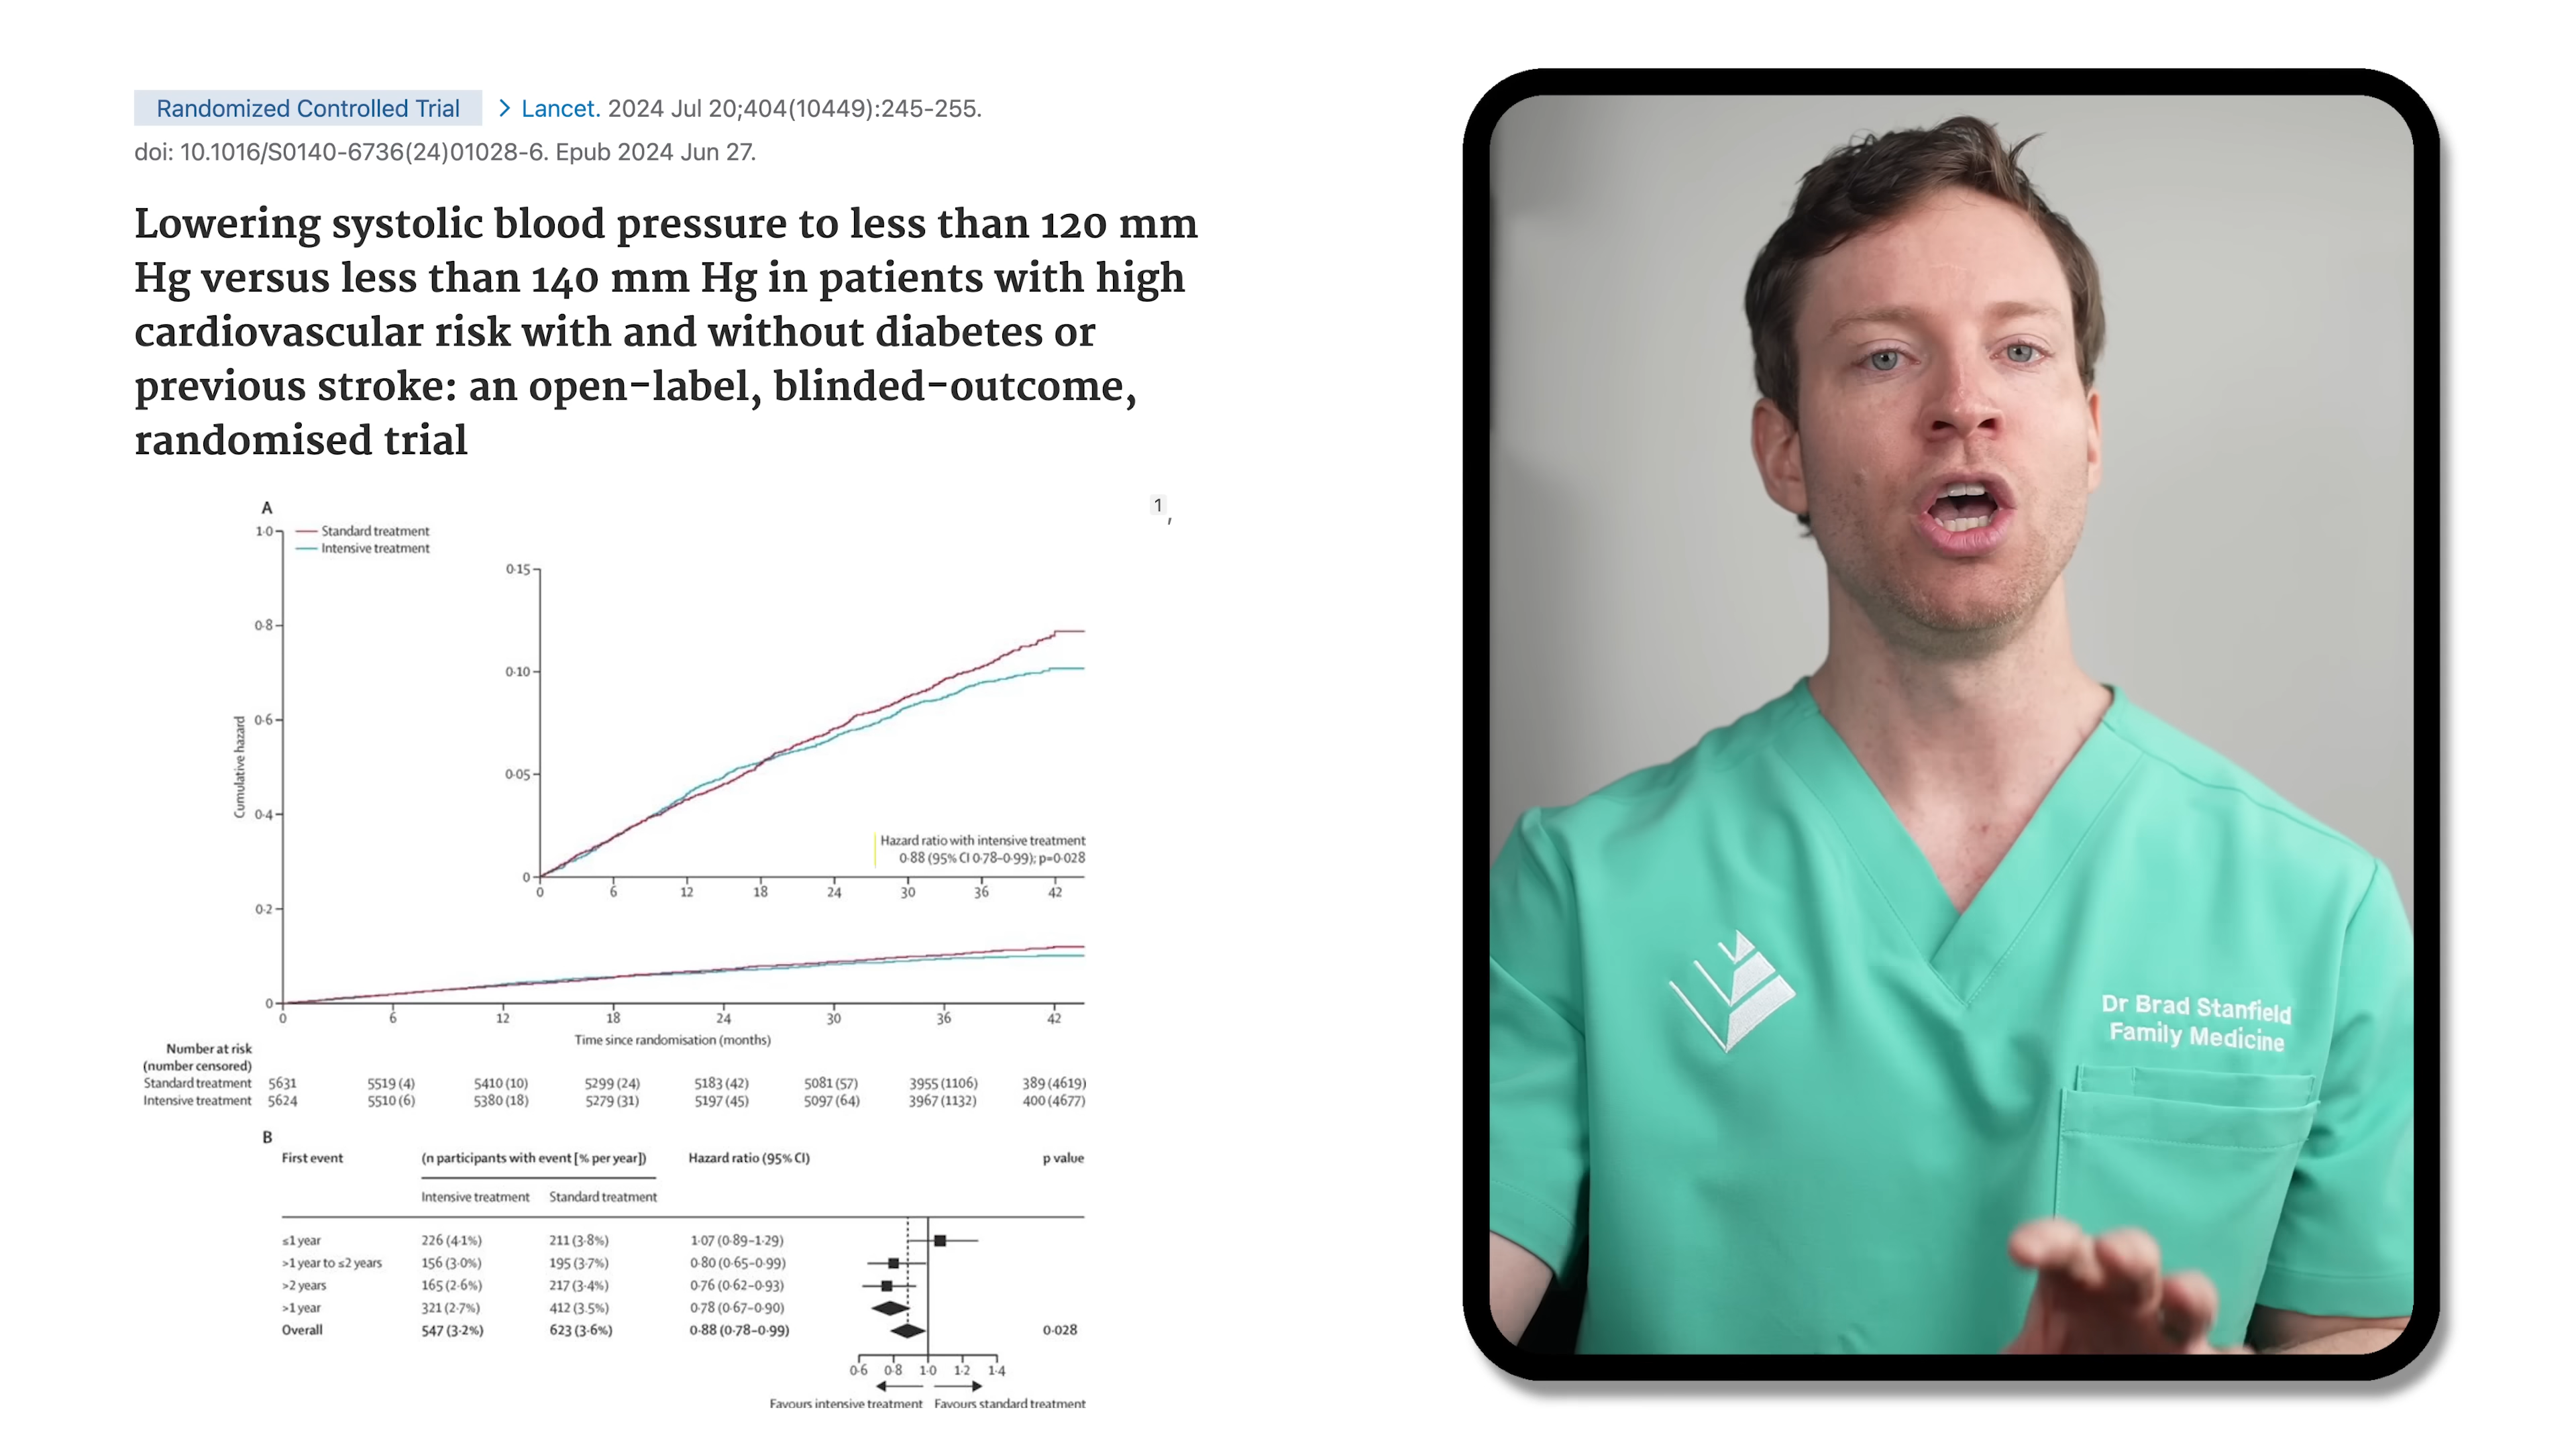 Randomized Controlled Trial > Lancet. 2024 Jul 20;404(10449):245-255.
doi: 10.1016/S0140-6736(24)01028-6. Epub 2024 Jun 27.
Lowering systolic blood pressure to less than 120 mm
Hg versus less than 140 mm Hg in patients with high
cardiovascular risk with and without diabetes or
previous stroke: an open-label, blinded-outcome,
randomised trial
1,
A
Standard treatment
Intensive treatment
1·0
0·8
0·6
0·4
0·2
0
Cumulative hazard
0·15
0·10
0·05
0
Hazard ratio with intensive treatment
0·88 (95% CI 0·78–0·99); p=0·028
0 6 12 18 24 30 36 42
0 6 12 18 24 30 36 42
Time since randomisation (months)
Number at risk
(number censored)
Standard treatment 5631 5519 (4) 5410 (10) 5299 (24) 5183 (42) 5081 (57) 3955 (1106) 389 (4619)
Intensive treatment 5624 5510 (6) 5380 (18) 5279 (31) 5197 (45) 5097 (64) 3967 (1132) 400 (4677)
B
First event (n participants with event [% per year]) Hazard ratio (95% CI) p value
Intensive treatment Standard treatment
≤1 year 226 (4·1%) 211 (3·8%) 1·07 (0·89–1·29)
>1 year to ≤2 years 156 (3·0%) 195 (3·7%) 0·80 (0·65–0·99)
>2 years 165 (2·6%) 217 (3·4%) 0·76 (0·62–0·93)
>1 year 321 (2·7%) 412 (3·5%) 0·78 (0·67–0·90)
Overall 547 (3·2%) 623 (3·6%) 0·88 (0·78–0·99) 0·028
0·6 0·8 1·0 1·2 1·4
Favours intensive treatment Favours standard treatment
Dr Brad Stanfield
Family Medicine